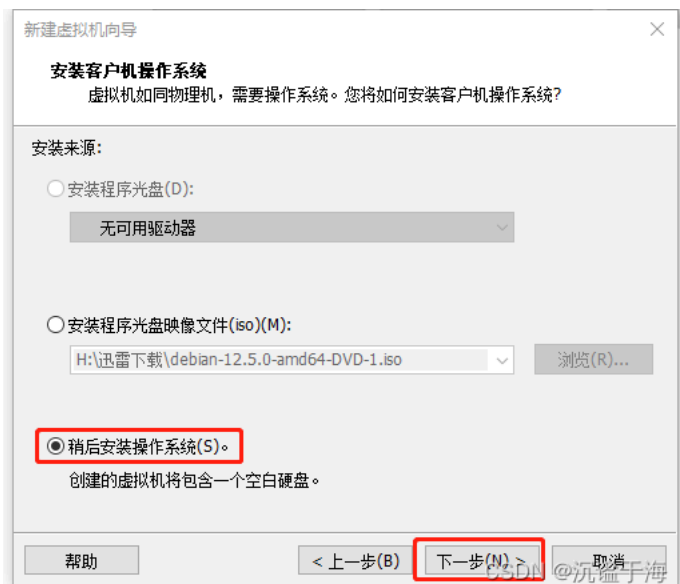 新建虚拟机向导
安装客户机操作系统
虚拟机如同物理机，需要操作系统。您将如何安装客户机操作系统?
安装来源:
安装程序光盘(D):
无可用驱动器
安装程序光盘映像文件(iso)(M):
H:\迅雷下载\debian-12.5.0-amd64-DVD-1.iso
浏览(R)...
稍后安装操作系统(S)。
创建的虚拟机将包含一个空白硬盘。
帮助
< 上一步(B)
下一步(N) >
取消
CSDN @沉溢于海